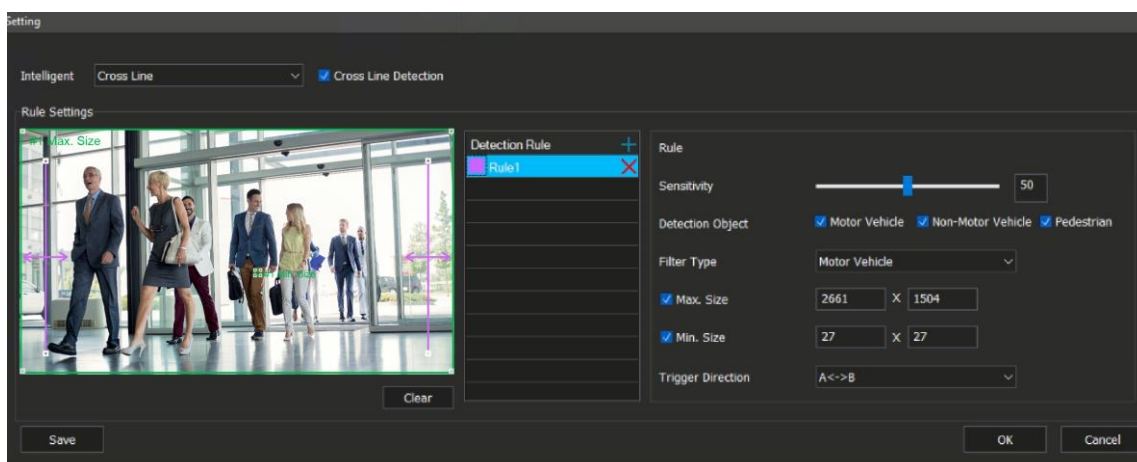 Setting
Intelligent Cross Line Cross Line Detection
Rule Settings
#1 Max. Size
Detection Rule
Rule1
Rule
Sensitivity 50
Detection Object Motor Vehicle Non-Motor Vehicle Pedestrian
Filter Type Motor Vehicle
Max. Size 2661 X 1504
Min. Size 27 X 27
Trigger Direction A<->B
Clear
Save OK Cancel